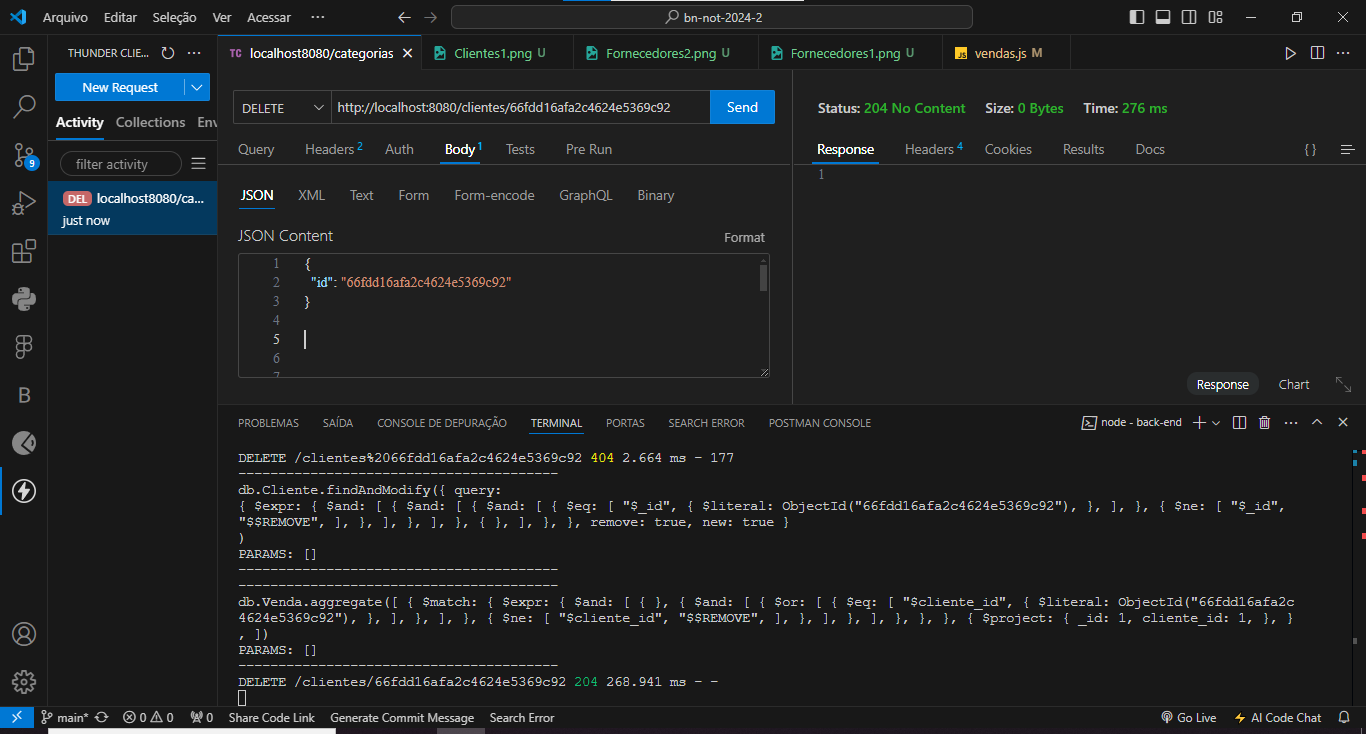 Arquivo Editar Seleção Ver Acessar ··· bn-not-2024-2
THUNDER CLIE... ···
TC localhost8080/categorias Clientes1.png U Fornecedores2.png U Fornecedores1.png U JS vendas.js M ···
New Request
Activity Collections Env
filter activity
DEL localhost8080/ca...
just now
9
B
DELETE http://localhost:8080/clientes/66fdd16afa2c4624e5369c92 Send
Query Headers 2 Auth Body 1 Tests Pre Run
JSON XML Text Form Form-encode GraphQL Binary
JSON Content Format
1 {
2 "id": "66fdd16afa2c4624e5369c92"
3 }
4
5
6
7
Status: 204 No Content Size: 0 Bytes Time: 276 ms
Response Headers 4 Cookies Results Docs { }
1
Response Chart
PROBLEMAS SAÍDA CONSOLE DE DEPURAÇÃO TERMINAL PORTAS SEARCH ERROR POSTMAN CONSOLE node - back-end ···
DELETE /clientes%2066fdd16afa2c4624e5369c92 404 2.664 ms - 177
----------------------------------------
db.Cliente.findAndModify({ query:
{ $expr: { $and: [ { $and: [ { $and: [ { $eq: [ "$_id", { $literal: ObjectId("66fdd16afa2c4624e5369c92"), }, ], }, { $ne: [ "$_id",
"$$REMOVE", ], }, ], }, ], }, { }, ], }, }, remove: true, new: true }
)
PARAMS: []
----------------------------------------
----------------------------------------
db.Venda.aggregate([ { $match: { $expr: { $and: [ { }, { $and: [ { $or: [ { $eq: [ "$cliente_id", { $literal: ObjectId("66fdd16afa2c
4624e5369c92"), }, ], }, ], }, { $ne: [ "$cliente_id", "$$REMOVE", ], }, ], }, ], }, }, }, { $project: { _id: 1, cliente_id: 1, }, }
, ])
PARAMS: []
----------------------------------------
DELETE /clientes/66fdd16afa2c4624e5369c92 204 268.941 ms - -
main* 0 0 0 Share Code Link Generate Commit Message Search Error Go Live AI Code Chat